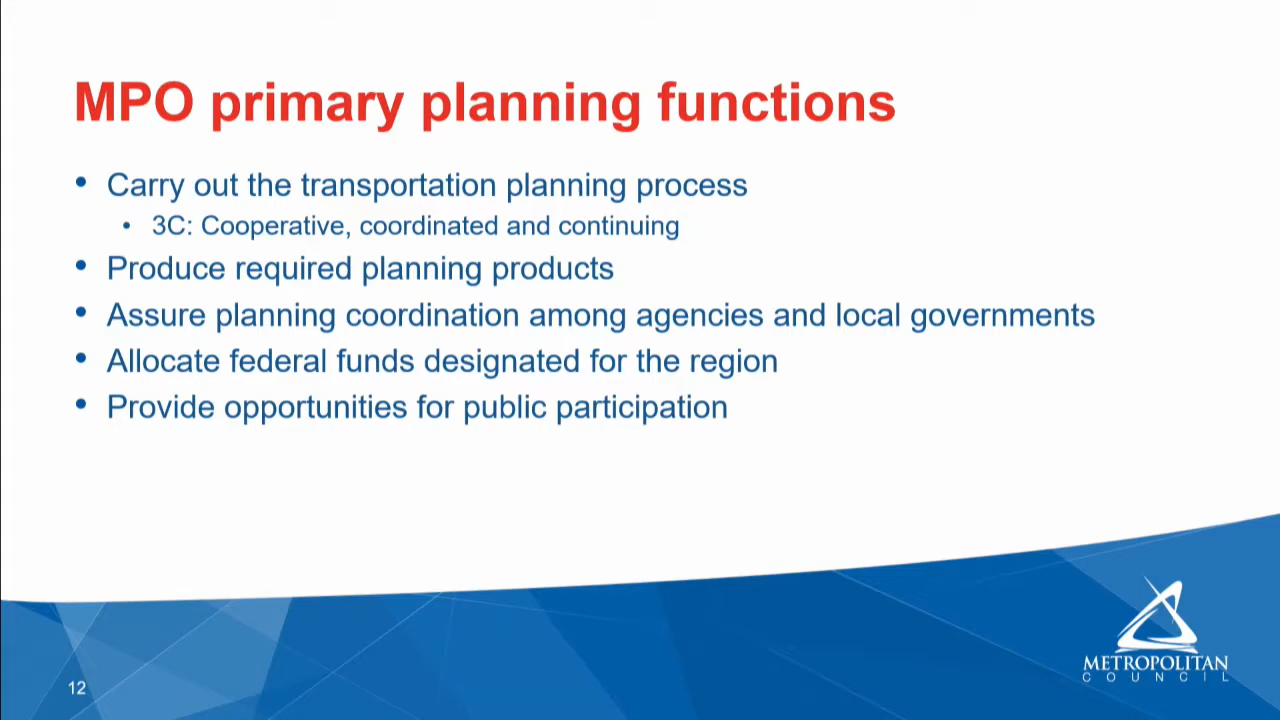 MPO primary planning functions
• Carry out the transportation planning process
• 3C: Cooperative, coordinated and continuing
• Produce required planning products
• Assure planning coordination among agencies and local governments
• Allocate federal funds designated for the region
• Provide opportunities for public participation
12
METROPOLITAN
COUNCIL